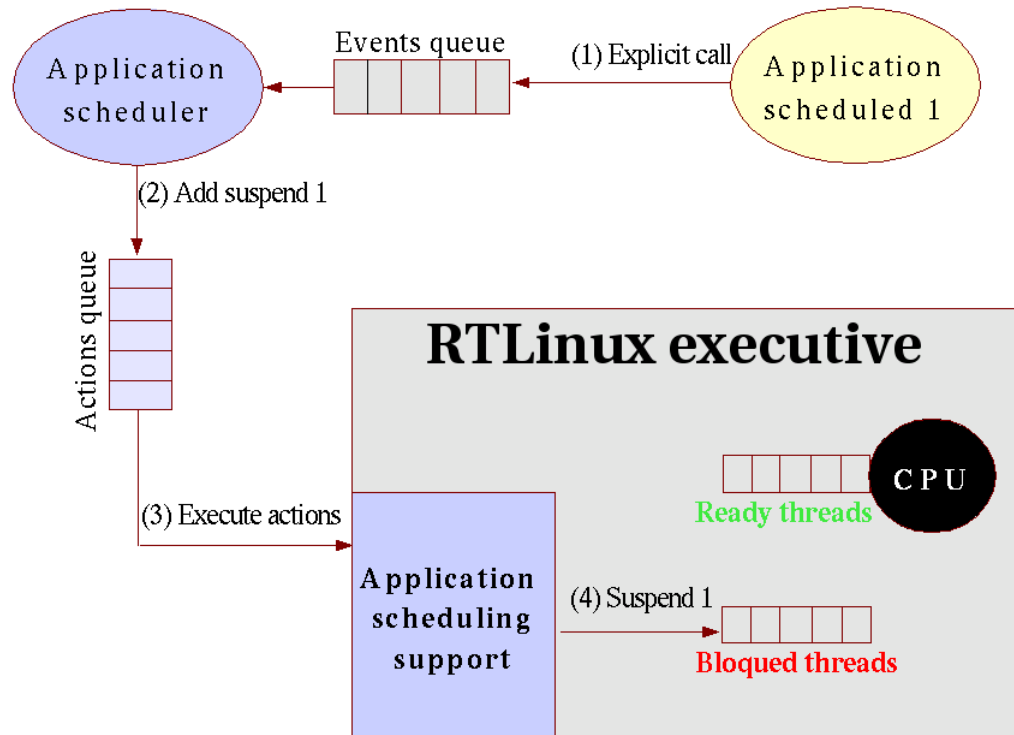 Events queue
(1) Explicit call
Application
scheduler
Application
scheduled 1
(2) Add suspend 1
Actions queue
RTLinux executive
CPU
Ready threads
(3) Execute actions
Application
scheduling
support
(4) Suspend 1
Bloqued threads